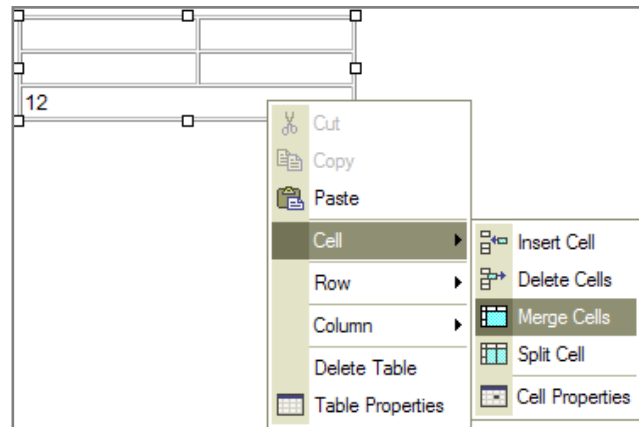 12
Cut
Copy
Paste
Cell
Row
Column
Delete Table
Table Properties
Insert Cell
Delete Cells
Merge Cells
Split Cell
Cell Properties